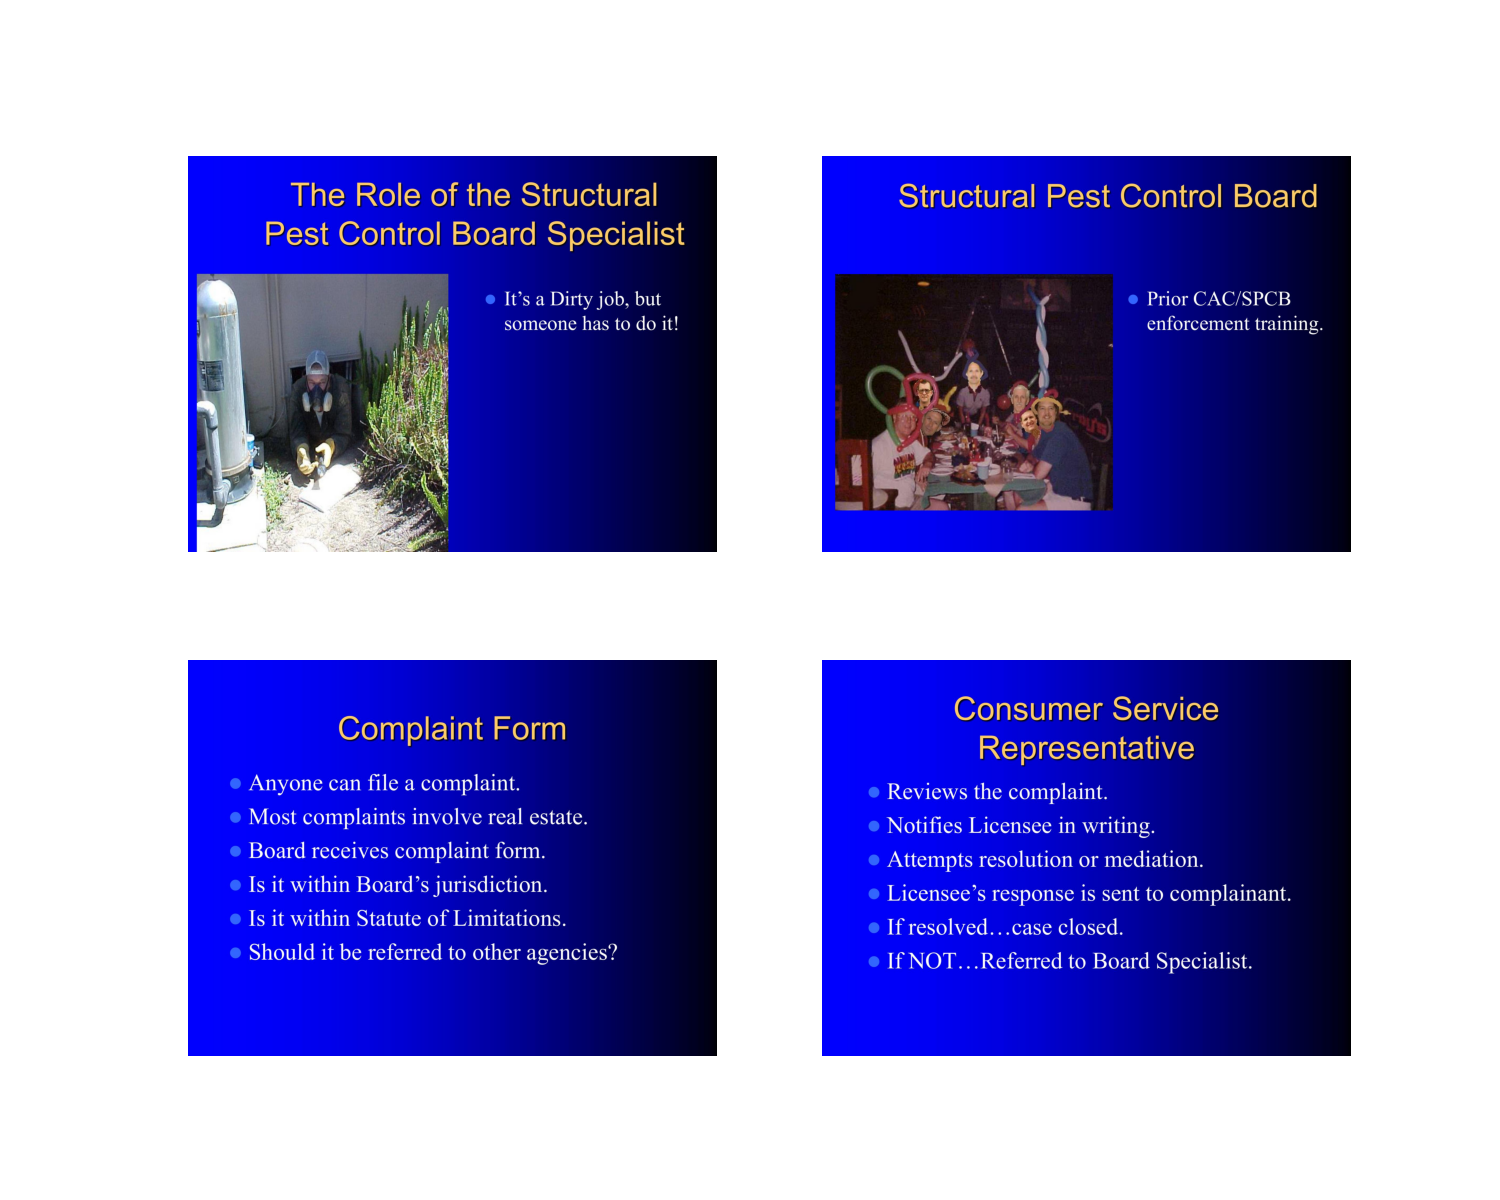 The Role of the Structural
Pest Control Board Specialist
It’s a Dirty job, but
someone has to do it!
Structural Pest Control Board
Prior CAC/SPCB
enforcement training.
Complaint Form
Anyone can file a complaint.
Most complaints involve real estate.
Board receives complaint form.
Is it within Board’s jurisdiction.
Is it within Statute of Limitations.
Should it be referred to other agencies?
Consumer Service
Representative
Reviews the complaint.
Notifies Licensee in writing.
Attempts resolution or mediation.
Licensee’s response is sent to complainant.
If resolved…case closed.
If NOT…Referred to Board Specialist.